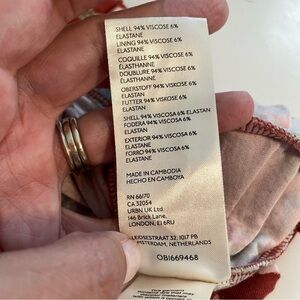 SHELL 94% VISCOSE 6%
ELASTANE
LINING 94% VISCOSE 6%
ELASTANE
COQUILLE 94% VISCOSE 6%
ÉLASTHANNE
DOUBLURE 94% VISCOSE 6%
ÉLASTHANNE
OBERSTOFF 94% VISKOSE 6%
ELASTAN
FUTTER 94% VISKOSE 6%
ELASTAN
SHELL 94% VISCOSA 6% ELASTAN
FODERA 94% VISCOSA 6%
ELASTAN
EXTERIOR 94% VISCOSA 6%
ELASTANE
FORRO 94% VISCOSA 6%
ELASTANE
MADE IN CAMBODIA
HECHO EN CAMBOYA
RN 66170
CA 32054
URBN UK Ltd.
146 Brick Lane,
LONDON, E1 6RU
LEIDSESTRAAT 32, 1017 PB
AMSTERDAM, NETHERLANDS
OB1669468